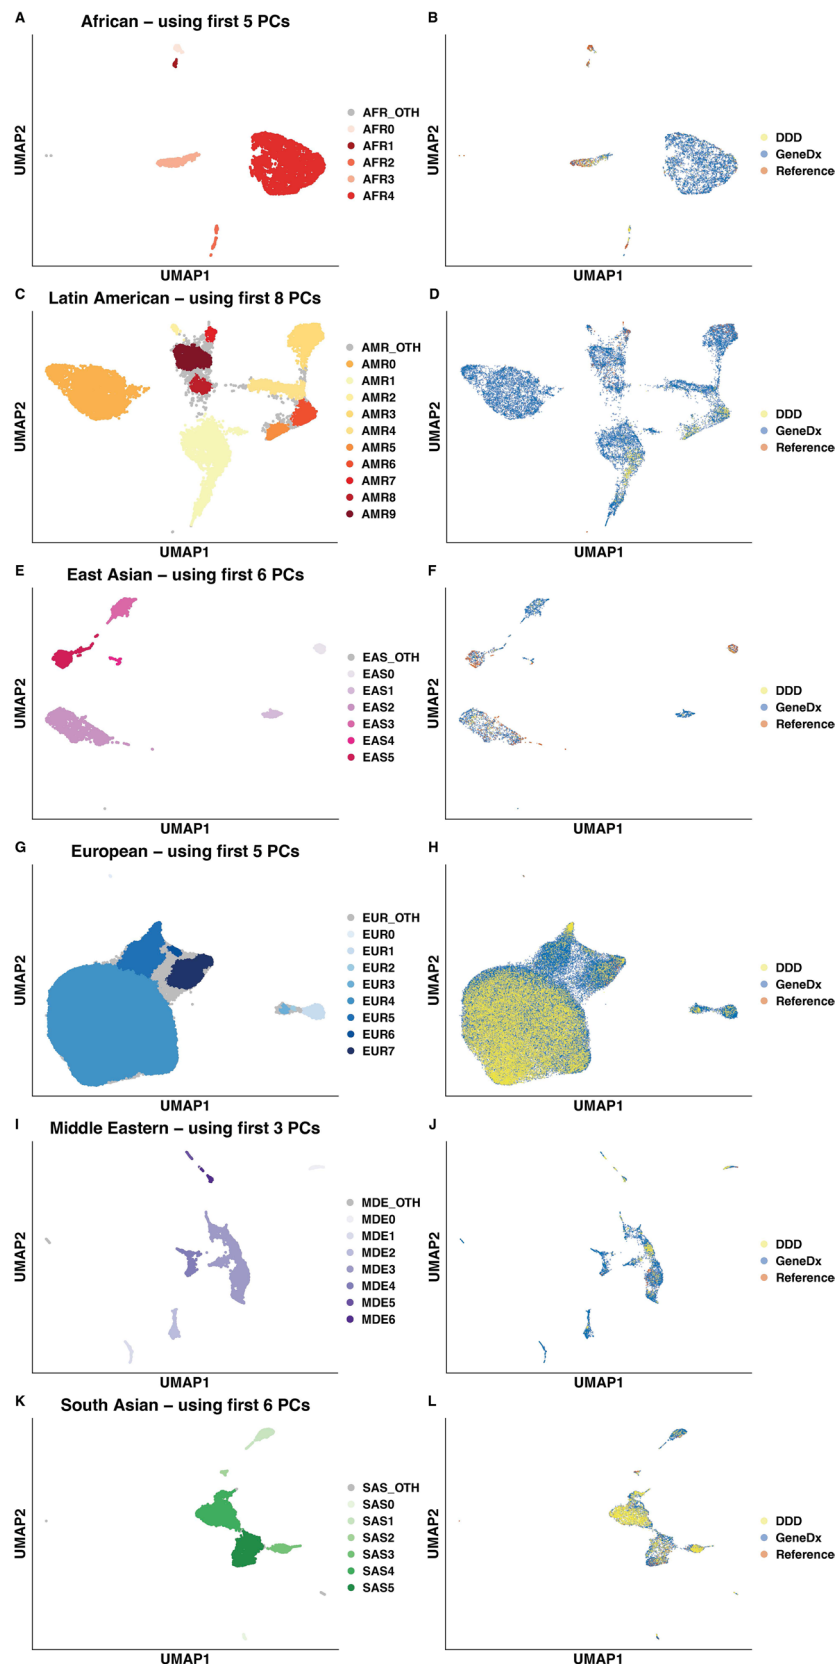 A African – using first 5 PCs
B
UMAP2
AFR_OTH
AFR0
AFR1
AFR2
AFR3
AFR4
UMAP1
UMAP2
DDD
GeneDx
Reference
UMAP1
C Latin American – using first 8 PCs
D
UMAP2
AMR_OTH
AMR0
AMR1
AMR2
AMR3
AMR4
AMR5
AMR6
AMR7
AMR8
AMR9
UMAP1
UMAP2
DDD
GeneDx
Reference
UMAP1
E East Asian – using first 6 PCs
F
UMAP2
EAS_OTH
EAS0
EAS1
EAS2
EAS3
EAS4
EAS5
UMAP1
UMAP2
DDD
GeneDx
Reference
UMAP1
G European – using first 5 PCs
H
UMAP2
EUR_OTH
EUR0
EUR1
EUR2
EUR3
EUR4
EUR5
EUR6
EUR7
UMAP1
UMAP2
DDD
GeneDx
Reference
UMAP1
I Middle Eastern – using first 3 PCs
J
UMAP2
MDE_OTH
MDE0
MDE1
MDE2
MDE3
MDE4
MDE5
MDE6
UMAP1
UMAP2
DDD
GeneDx
Reference
UMAP1
K South Asian – using first 6 PCs
L
UMAP2
SAS_OTH
SAS0
SAS1
SAS2
SAS3
SAS4
SAS5
UMAP1
UMAP2
DDD
GeneDx
Reference
UMAP1